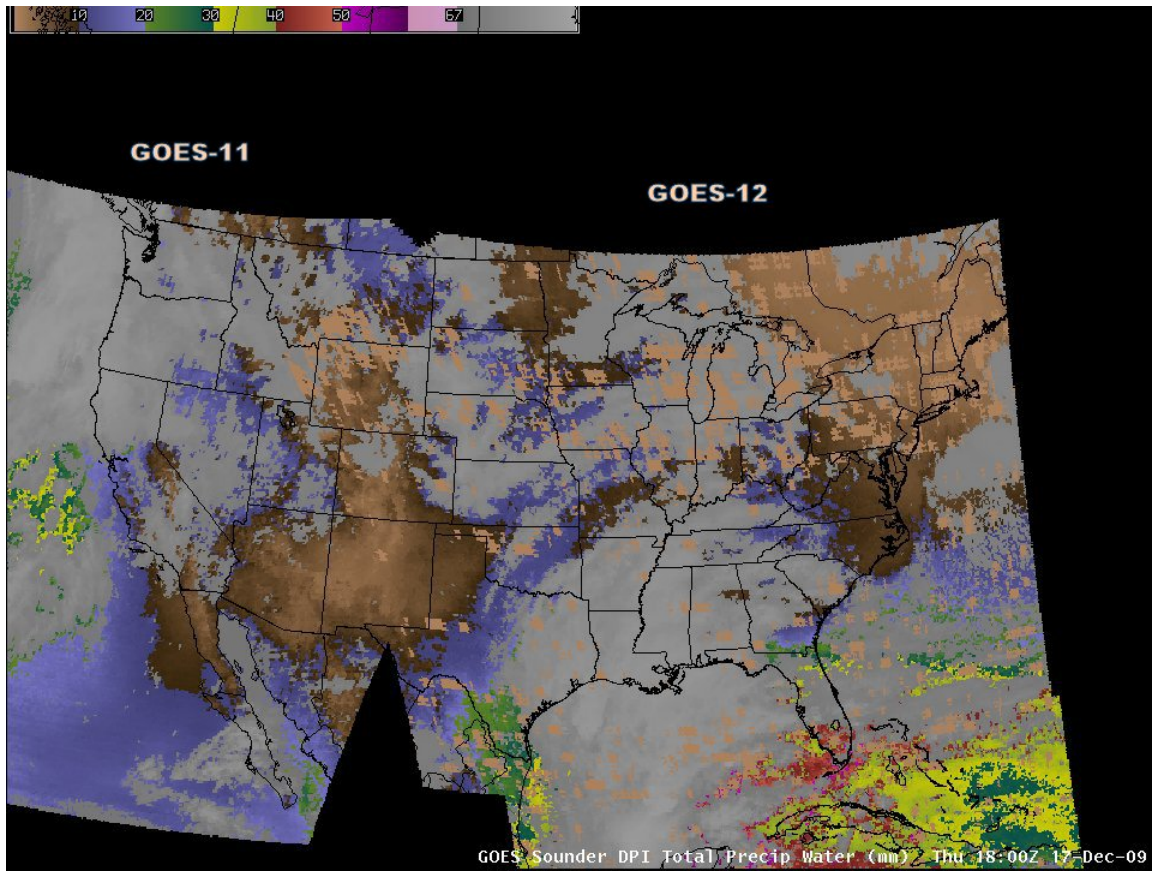 10 20 30 40 50 67
GOES-11
GOES-12
GOES Sounder DPI Total Precip Water (mm) Thu 18:00Z 17-Dec-09